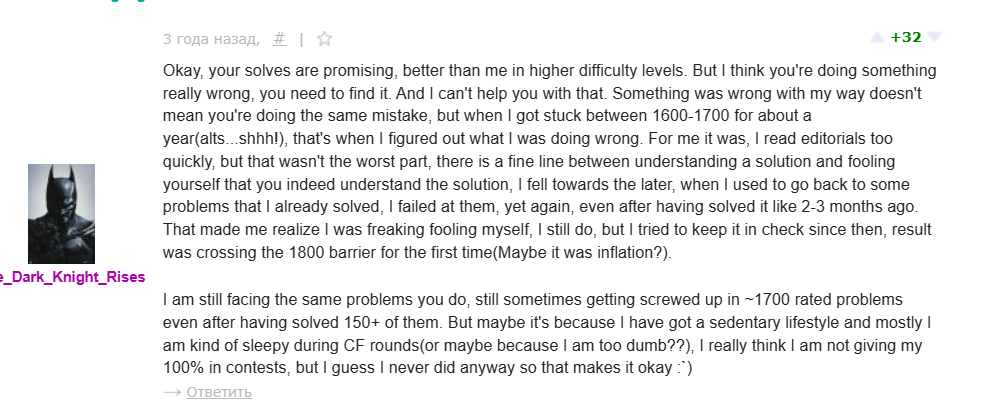 3 года назад, # |
+32
Okay, your solves are promising, better than me in higher difficulty levels. But I think you're doing something
really wrong, you need to find it. And I can't help you with that. Something was wrong with my way doesn't
mean you're doing the same mistake, but when I got stuck between 1600-1700 for about a
year(alts...shhh!), that's when I figured out what I was doing wrong. For me it was, I read editorials too
quickly, but that wasn't the worst part, there is a fine line between understanding a solution and fooling
yourself that you indeed understand the solution, I fell towards the later, when I used to go back to some
problems that I already solved, I failed at them, yet again, even after having solved it like 2-3 months ago.
That made me realize I was freaking fooling myself, I still do, but I tried to keep it in check since then, result
was crossing the 1800 barrier for the first time(Maybe it was inflation?).
e_Dark_Knight_Rises
I am still facing the same problems you do, still sometimes getting screwed up in ~1700 rated problems
even after having solved 150+ of them. But maybe it's because I have got a sedentary lifestyle and mostly I
am kind of sleepy during CF rounds(or maybe because I am too dumb??), I really think I am not giving my
100% in contests, but I guess I never did anyway so that makes it okay :`)
→ Ответить